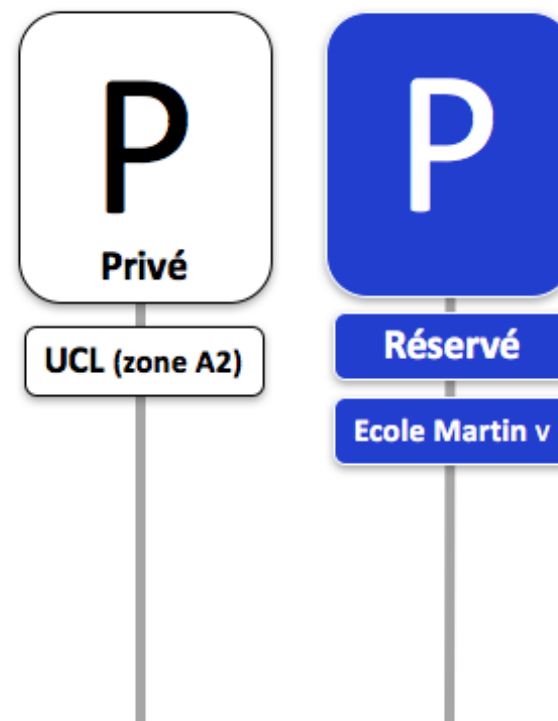 P
Privé
UCL (zone A2)
P
Réservé
Ecole Martin v